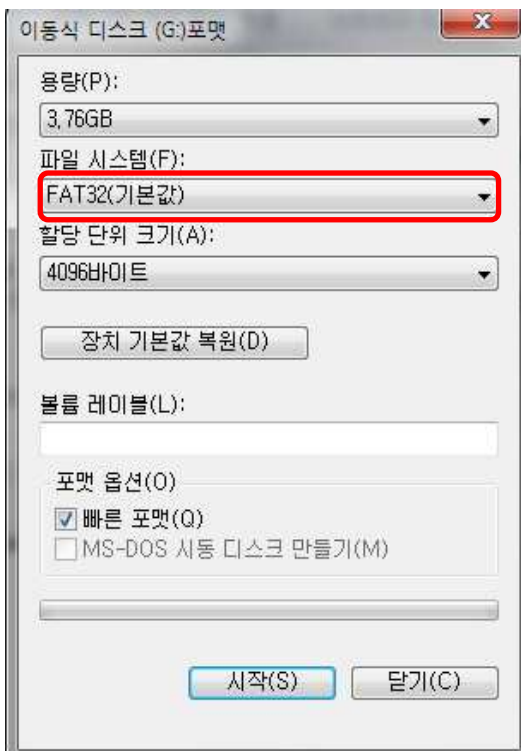 이동식 디스크 (G:)포맷
용량(P):
3,76GB
파일 시스템(F):
FAT32(기본값)
할당 단위 크기(A):
4096바이트
장치 기본값 복원(D)
볼륨 레이블(L):
포맷 옵션(O)
빠른 포맷(Q)
MS-DOS 시동 디스크 만들기(M)
시작(S)
닫기(C)